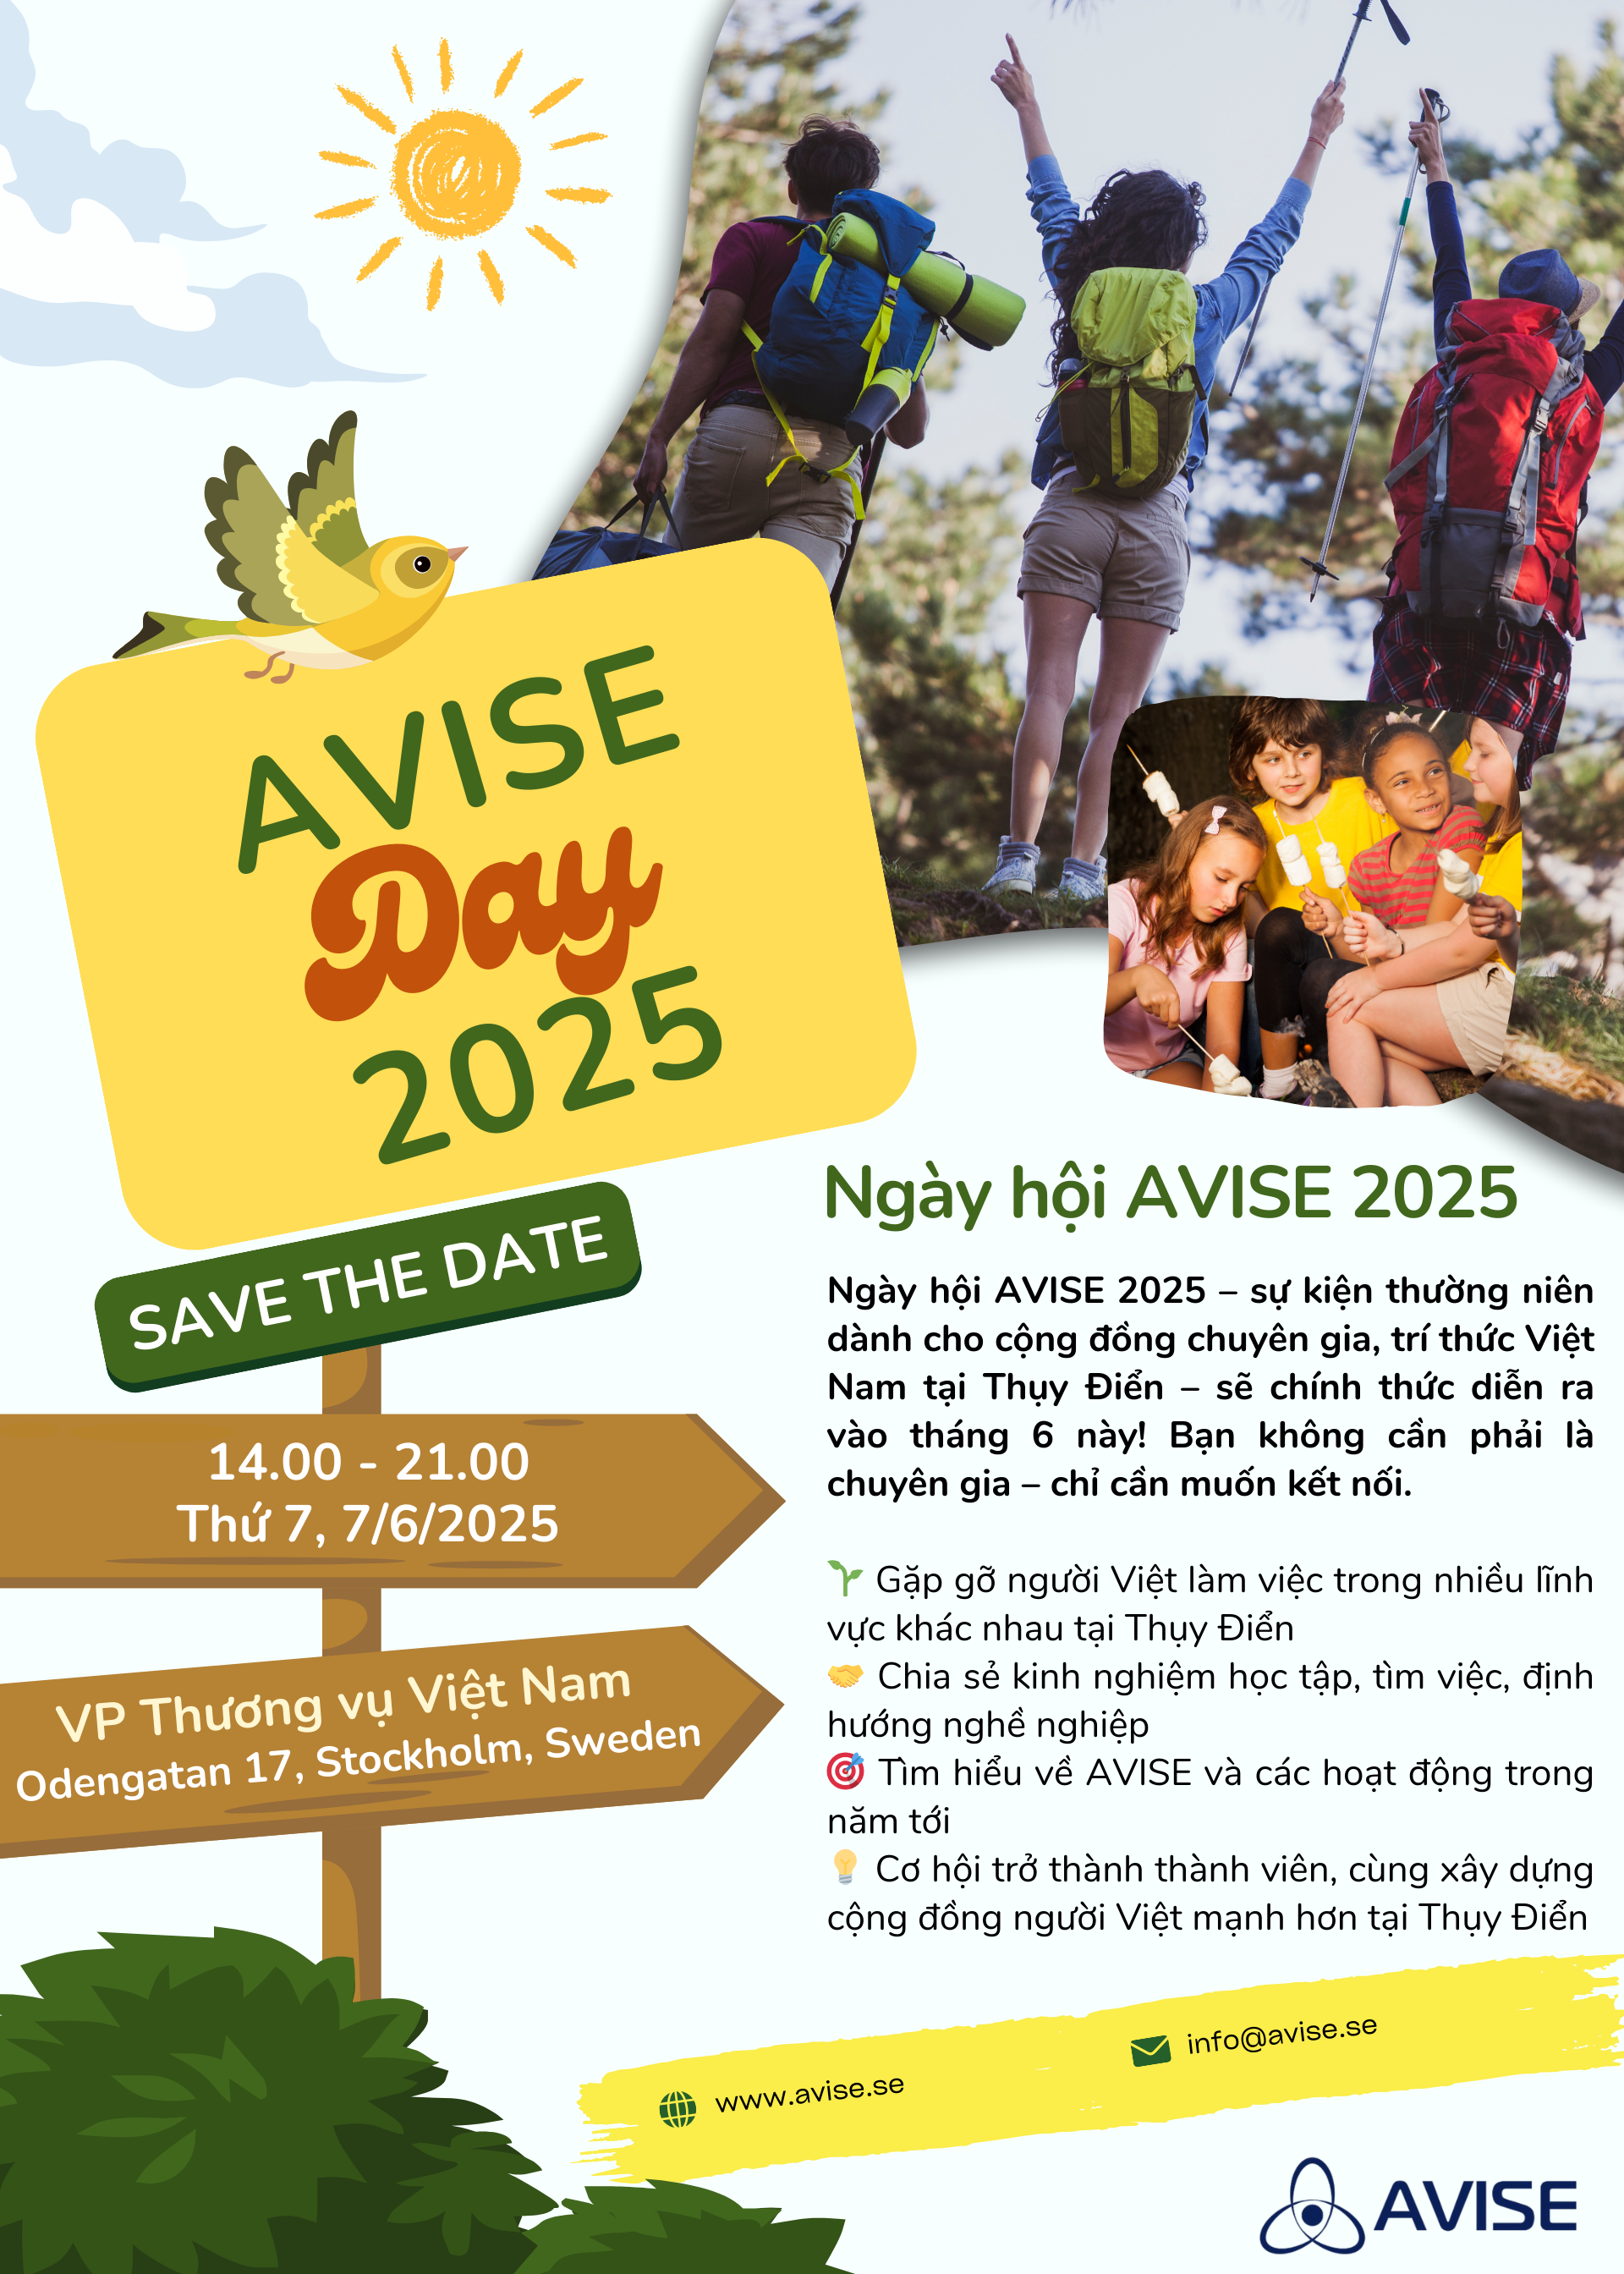 AVISE
Day
2025
SAVE THE DATE
14.00 - 21.00
Thứ 7, 7/6/2025
VP Thương vụ Việt Nam
Odengatan 17, Stockholm, Sweden
Ngày hội AVISE 2025
Ngày hội AVISE 2025 – sự kiện thường niên
dành cho cộng đồng chuyên gia, trí thức Việt
Nam tại Thụy Điển – sẽ chính thức diễn ra
vào tháng 6 này! Bạn không cần phải là
chuyên gia – chỉ cần muốn kết nối.
🌱 Gặp gỡ người Việt làm việc trong nhiều lĩnh
vực khác nhau tại Thụy Điển
🤝 Chia sẻ kinh nghiệm học tập, tìm việc, định
hướng nghề nghiệp
🎯 Tìm hiểu về AVISE và các hoạt động trong
năm tới
💡 Cơ hội trở thành thành viên, cùng xây dựng
cộng đồng người Việt mạnh hơn tại Thụy Điển
www.avise.se
info@avise.se
AVISE